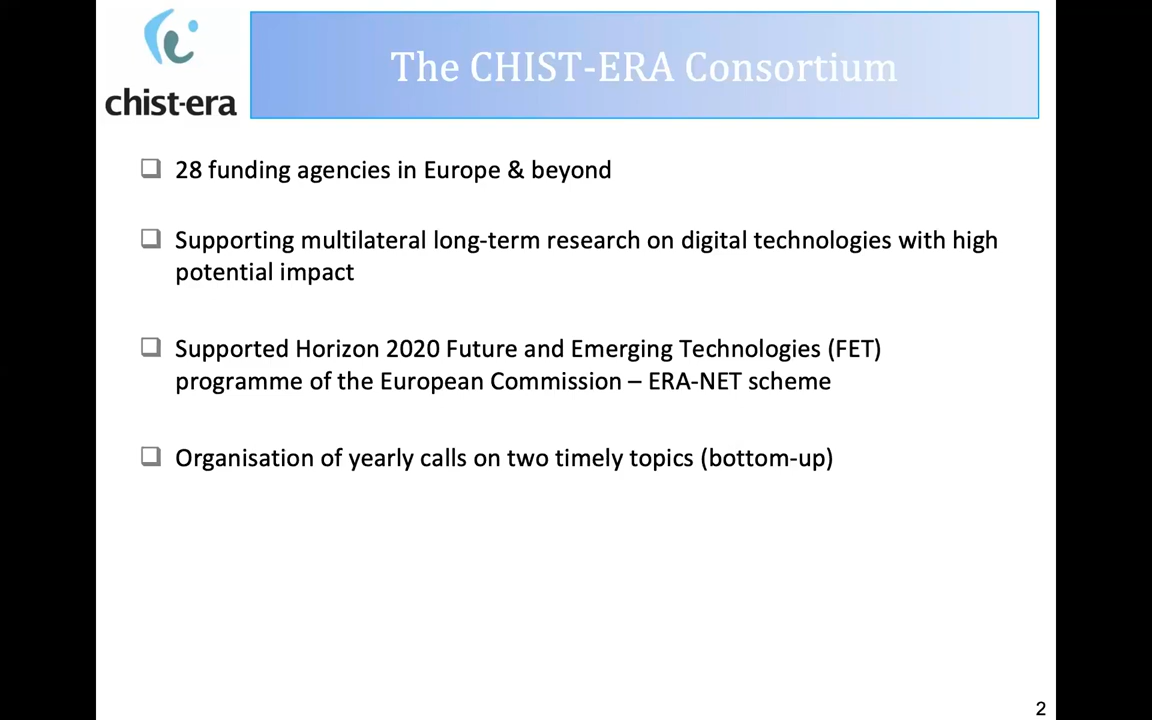 chist-era
The CHIST-ERA Consortium
28 funding agencies in Europe & beyond
Supporting multilateral long-term research on digital technologies with high
potential impact
Supported Horizon 2020 Future and Emerging Technologies (FET)
programme of the European Commission – ERA-NET scheme
Organisation of yearly calls on two timely topics (bottom-up)
2